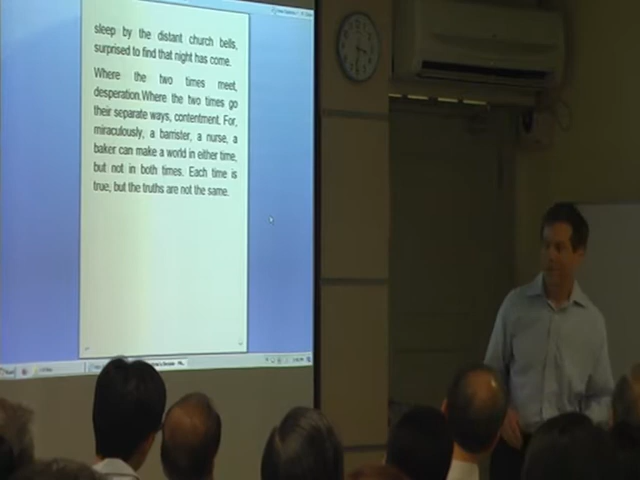 sleep by the distant church bells,
surprised to find that night has come.
Where the two times meet,
desperation.Where the two times go
their separate ways, contentment. For,
miraculously, a barrister, a nurse, a
baker can make a world in either time,
but not in both times. Each time is
true, but the truths are not the same.